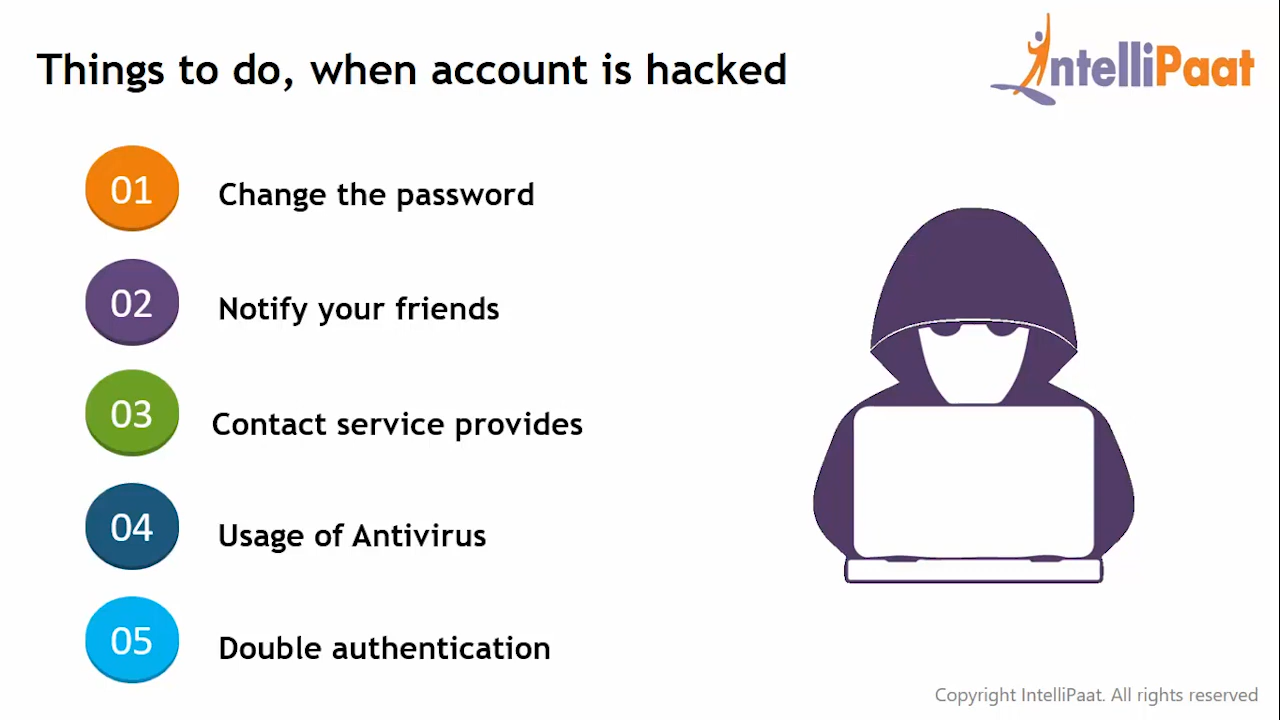 Things to do, when account is hacked
IntelliPaat
01
Change the password
02
Notify your friends
03
Contact service provides
04
Usage of Antivirus
05
Double authentication
Copyright IntelliPaat. All rights reserved